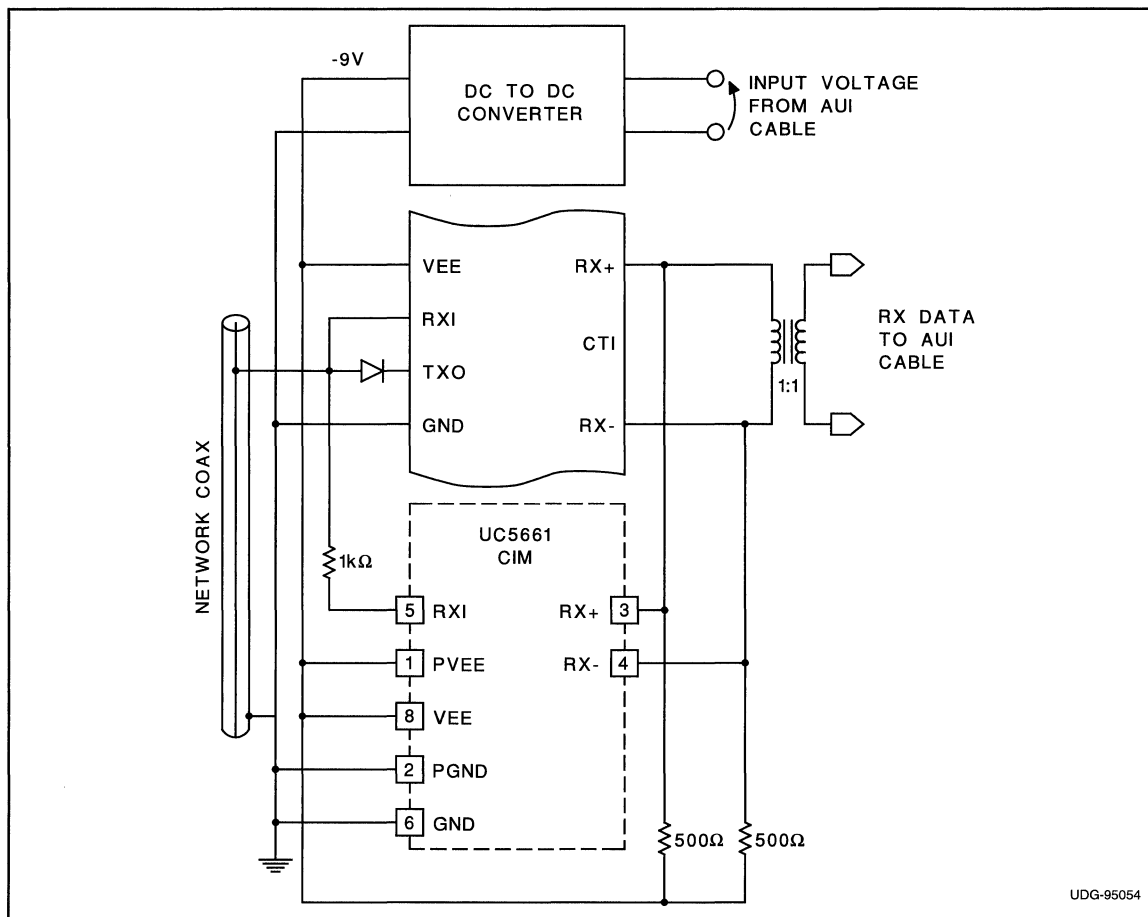 -9V
DC TO DC
CONVERTER
INPUT VOLTAGE
FROM AUI
CABLE
VEE
RX+
RXI
CTI
TXO
GND
RX-
1:1
RX DATA
TO AUI
CABLE
NETWORK COAX
1kΩ
UC5661
CIM
5 RXI
RX+ 3
1 PVEE
RX- 4
8 VEE
2 PGND
6 GND
500Ω
500Ω
UDG-95054